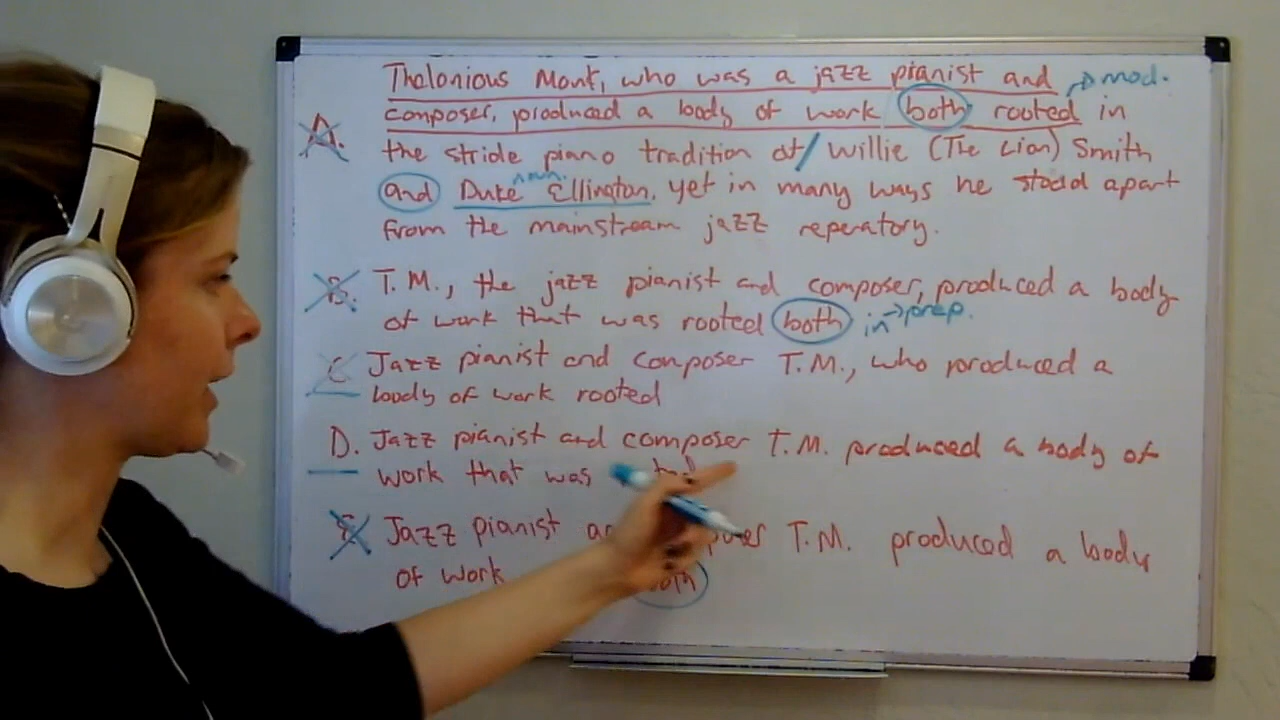 Thelonious Monk, who was a jazz pianist and → mod.
A. composer, produced a body of work both rooted in
the stride piano tradition of / Willie (The Lion) Smith
noun
and Duke Ellington, yet in many ways he stood apart
from the mainstream jazz reperatory.
B. T.M., the jazz pianist and composer, produced a body
of work that was rooted both in → prep.
C Jazz pianist and composer T.M., who produced a
body of work rooted
D. Jazz pianist and composer T.M. produced a body of
work that was
E. Jazz pianist T.M. produced a body
of work both